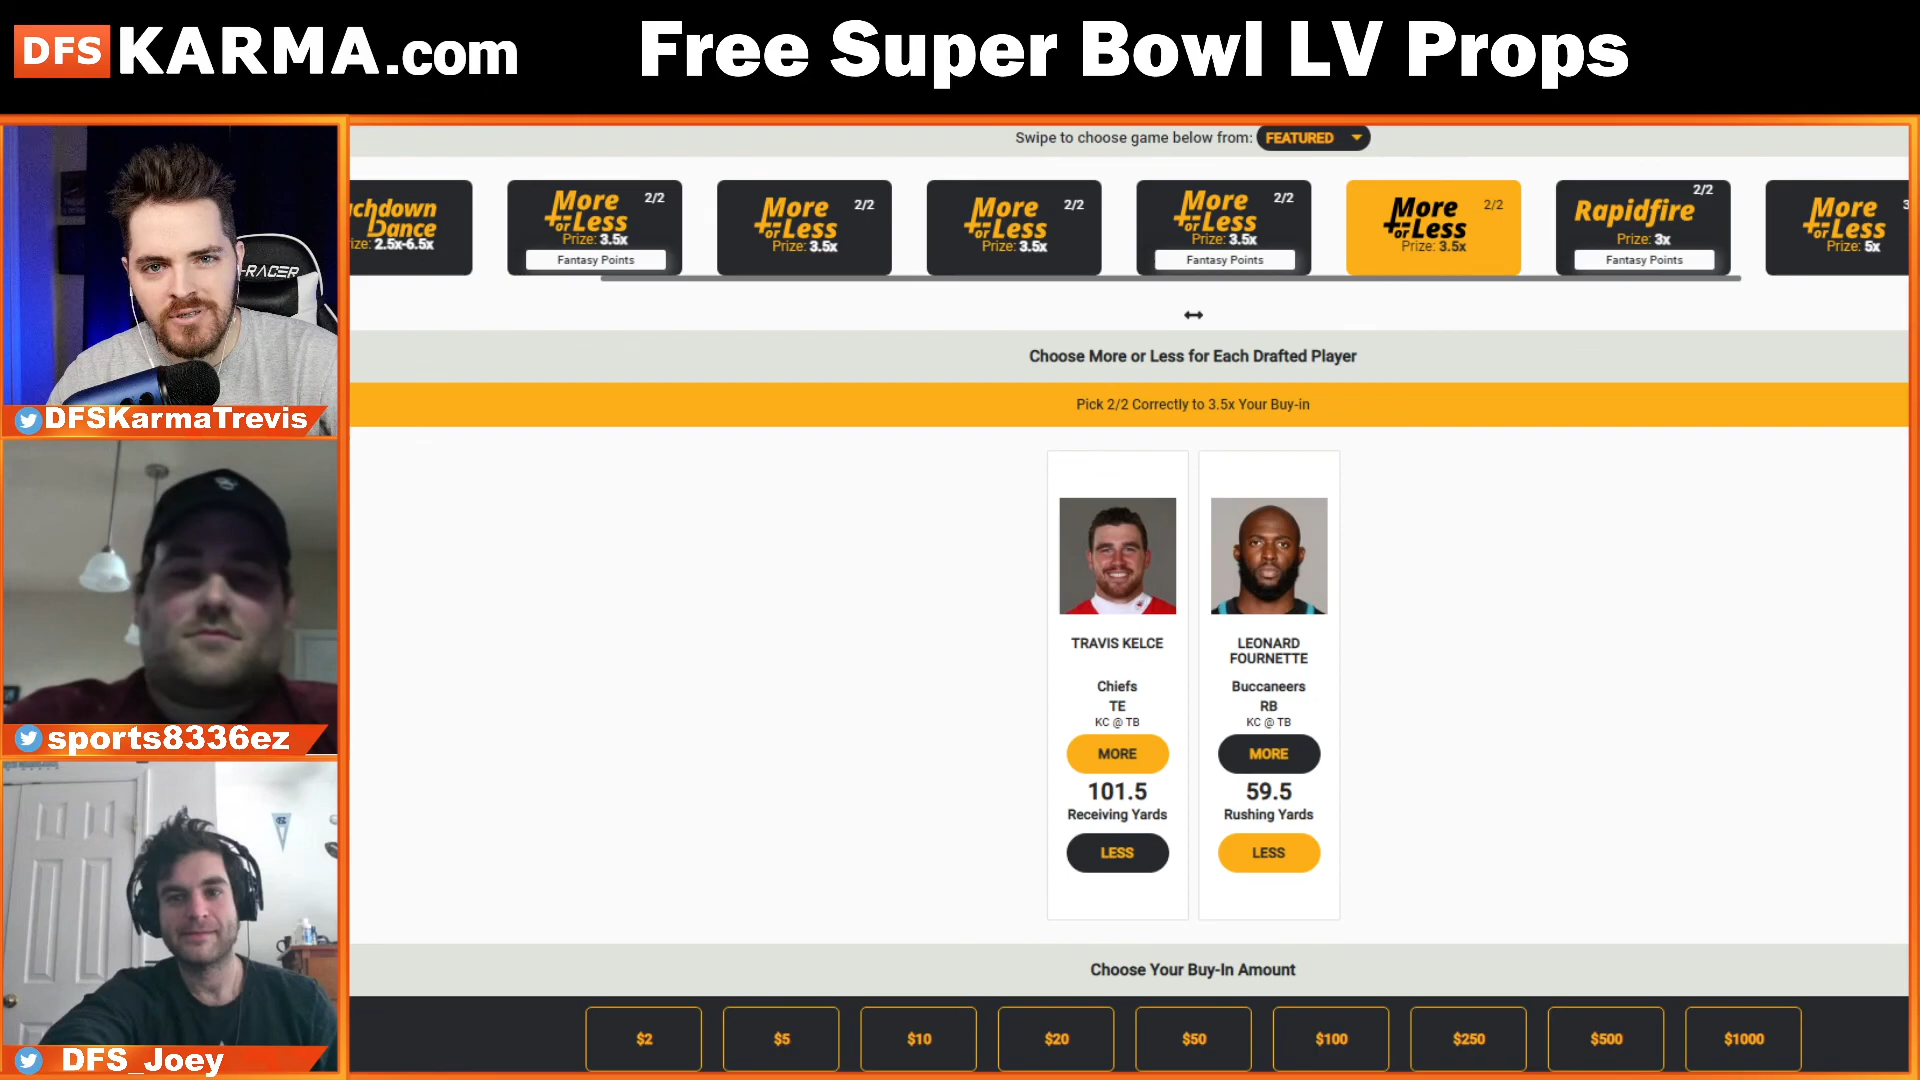 DFS KARMA.com
Free Super Bowl LV Props
Swipe to choose game below from: FEATURED
chdown
Dance
ize: 2.5x-6.5x
More 2/2
or Less
Prize: 3.5x
Fantasy Points
More 2/2
or Less
Prize: 3.5x
More 2/2
or Less
Prize: 3.5x
More 2/2
or Less
Prize: 3.5x
Fantasy Points
More 2/2
or Less
Prize: 3.5x
2/2
Rapidfire
Prize: 3x
Fantasy Points
More 3
or Less
Prize: 5x
-RACER
Choose More or Less for Each Drafted Player
Pick 2/2 Correctly to 3.5x Your Buy-in
DFSKarmaTrevis
TRAVIS KELCE
Chiefs
TE
KC @ TB
MORE
101.5
Receiving Yards
LESS
LEONARD
FOURNETTE
Buccaneers
RB
KC @ TB
MORE
59.5
Rushing Yards
LESS
sports8336ez
Choose Your Buy-In Amount
$2
$5
$10
$20
$50
$100
$250
$500
$1000
DFS_Joey